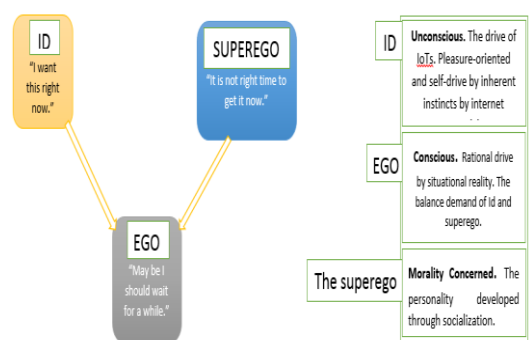 ID
"I want
this right
now."
SUPEREGO
"It is not right time to
get it now."
EGO
"May be I
should wait
for a while."
ID
Unconscious. The drive of
IoTs. Pleasure-oriented
and self-drive by inherent
instincts by internet
EGO
Conscious. Rational drive
by situational reality. The
balance demand of Id and
superego.
The superego
Morality Concerned. The
personality developed
through socialization.